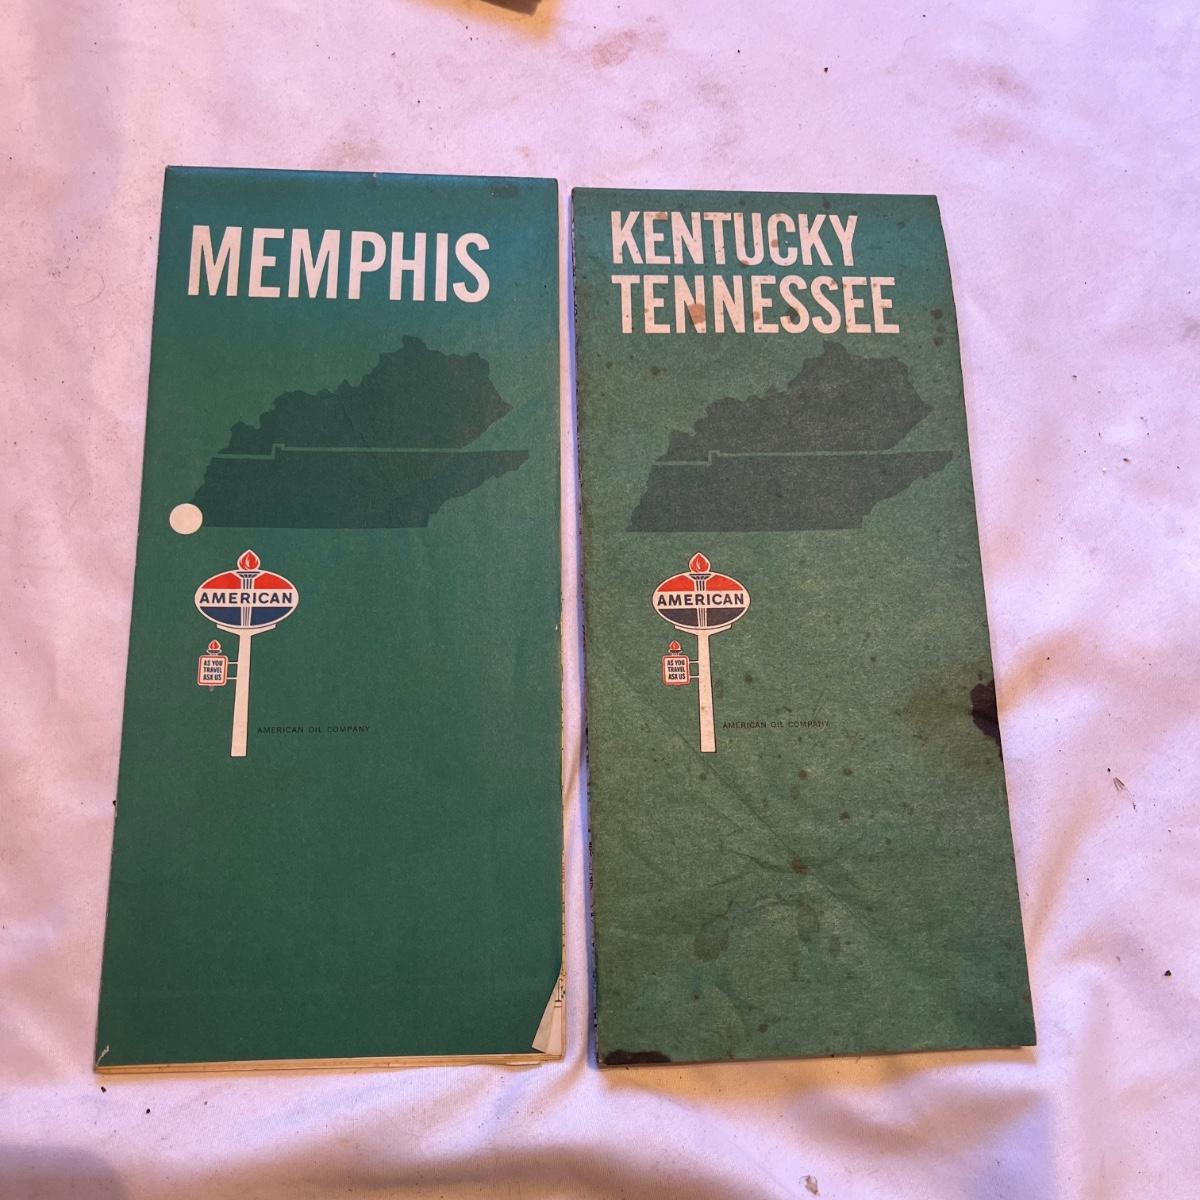 MEMPHIS
AMERICAN
AS YOU
TRAVEL
ASK US
AMERICAN OIL COMPANY
KENTUCKY
TENNESSEE
AMERICAN
AS YOU
TRAVEL
ASK US
AMERICAN OIL COMPANY